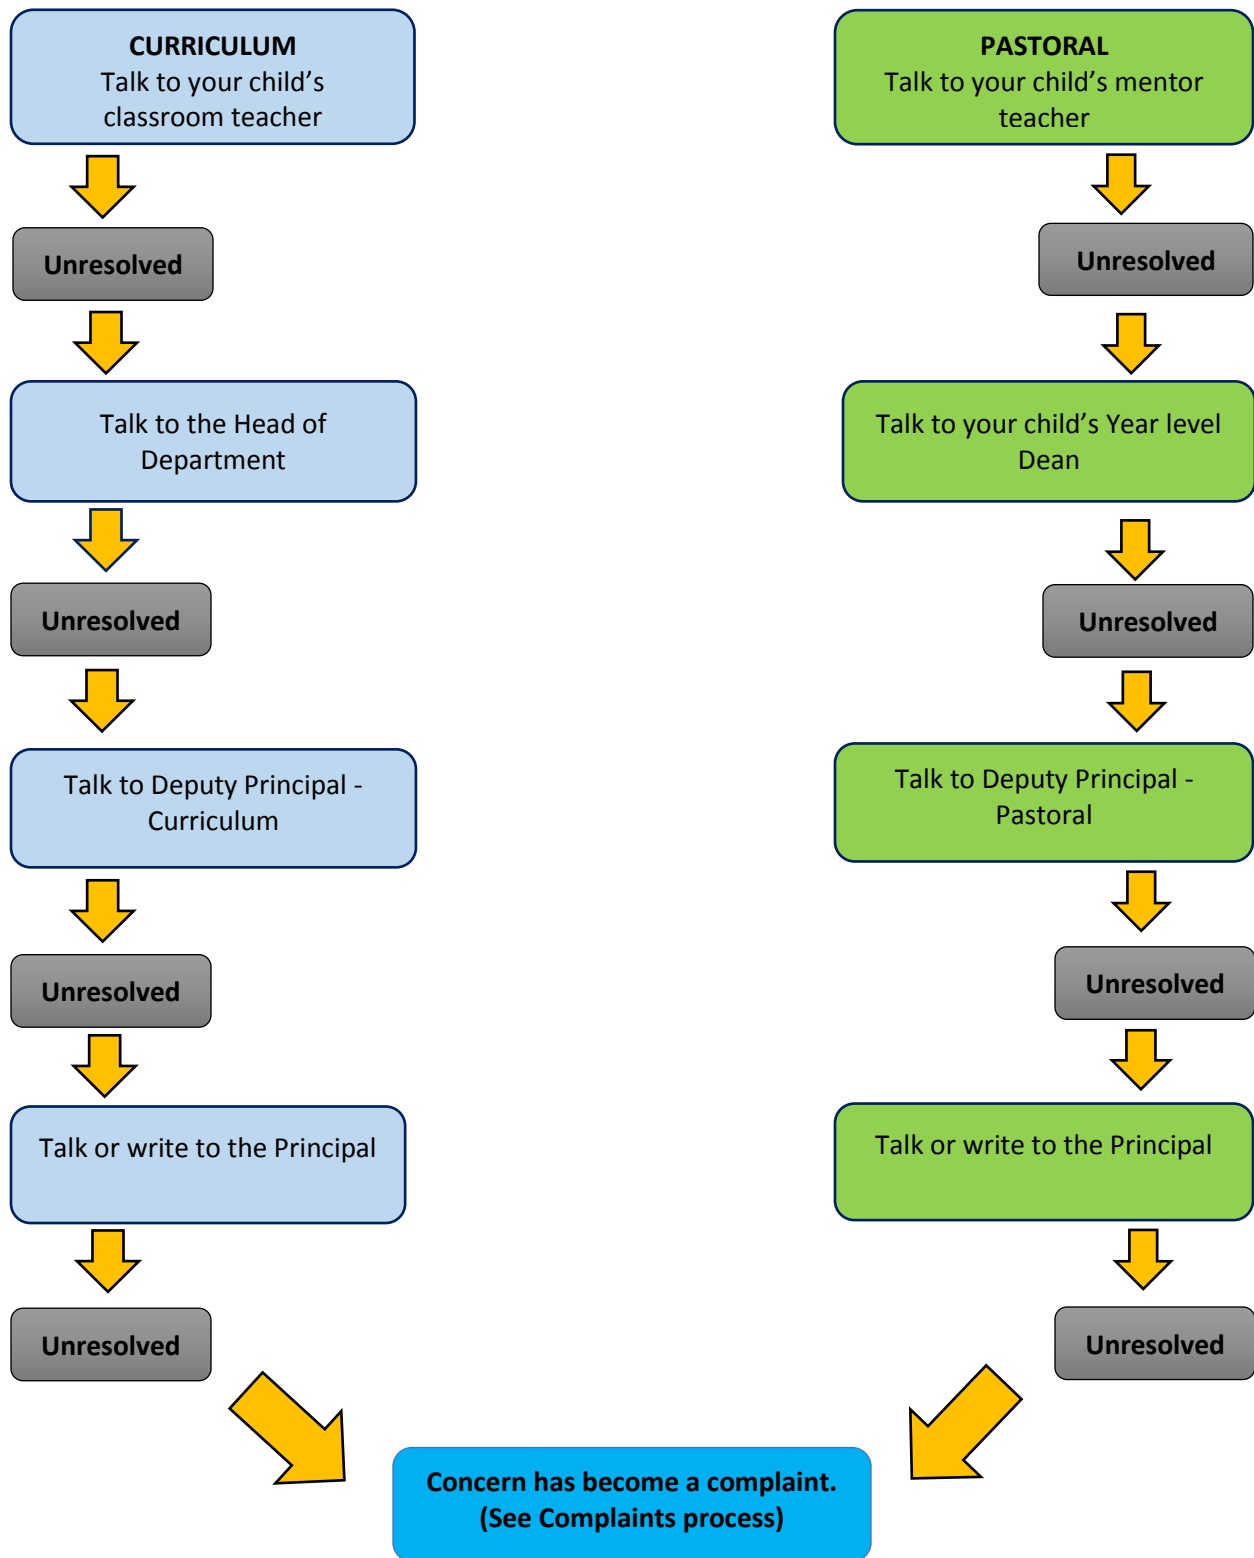 CURRICULUM
Talk to your child’s
classroom teacher
Unresolved
Talk to the Head of
Department
Unresolved
Talk to Deputy Principal -
Curriculum
Unresolved
Talk or write to the Principal
Unresolved
PASTORAL
Talk to your child’s mentor
teacher
Unresolved
Talk to your child’s Year level
Dean
Unresolved
Talk to Deputy Principal -
Pastoral
Unresolved
Talk or write to the Principal
Unresolved
Concern has become a complaint.
(See Complaints process)